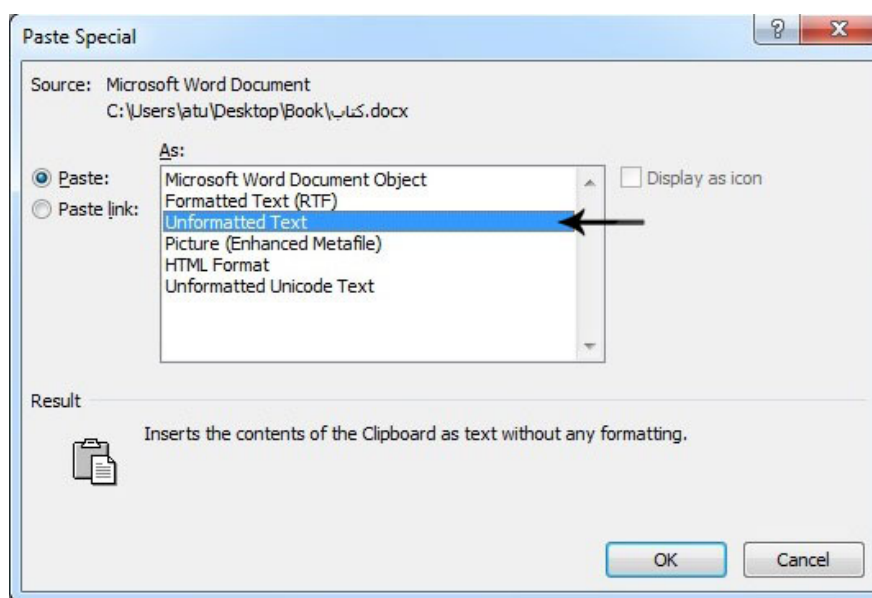 Paste Special
Source: Microsoft Word Document
C:\Users\atu\Desktop\Book\کتاب.docx
As:
Paste:
Paste link:
Microsoft Word Document Object
Formatted Text (RTF)
Unformatted Text
Picture (Enhanced Metafile)
HTML Format
Unformatted Unicode Text
Display as icon
Result
Inserts the contents of the Clipboard as text without any formatting.
OK
Cancel